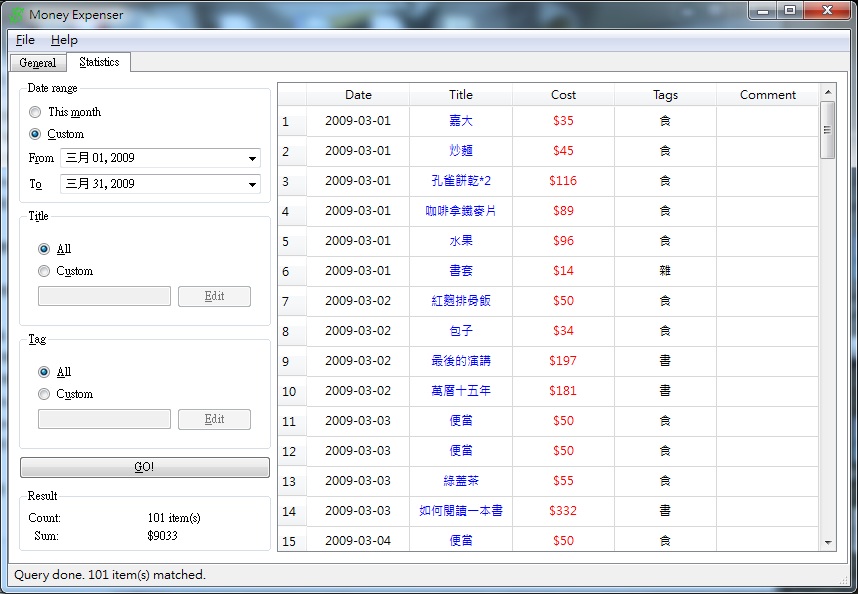 Money Expenser
File Help
General Statistics
Date range
This month
Custom
From 三月 01, 2009
To 三月 31, 2009
Title
All
Custom
Edit
Tag
All
Custom
Edit
GO!
Result
Count: 101 item(s)
Sum: $9033
Date Title Cost Tags Comment
1 2009-03-01 嘉大 $35 食
2 2009-03-01 炒麵 $45 食
3 2009-03-01 孔雀餅乾*2 $116 食
4 2009-03-01 咖啡拿鐵麥片 $89 食
5 2009-03-01 水果 $96 食
6 2009-03-01 書套 $14 雜
7 2009-03-02 紅麴排骨飯 $50 食
8 2009-03-02 包子 $34 食
9 2009-03-02 最後的演講 $197 書
10 2009-03-02 萬曆十五年 $181 書
11 2009-03-03 便當 $50 食
12 2009-03-03 便當 $50 食
13 2009-03-03 綠蓋茶 $55 食
14 2009-03-03 如何閱讀一本書 $332 書
15 2009-03-04 便當 $50 食
Query done. 101 item(s) matched.